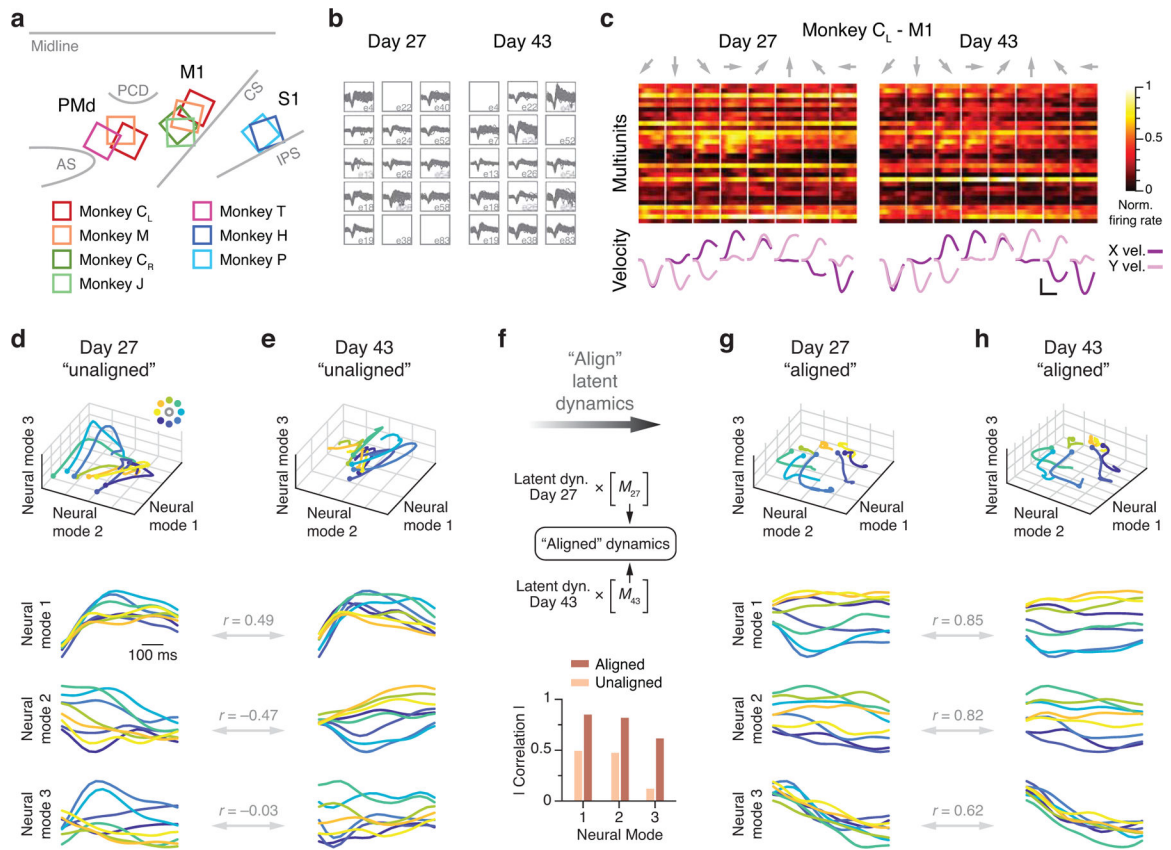 a
Midline
PCD
M1
CS
PMd
S1
AS
IPS
Monkey C_L
Monkey M
Monkey C_R
Monkey J
Monkey T
Monkey H
Monkey P
b
Day 27
Day 43
e4 e22 e40
e7 e24 e52
e13 e26 e54
e18 e58
e19 e38 e83
e4 e22
e7 e52
e13 e26
e18
e19 e38 e83
c
Monkey C_L - M1
Day 27
Day 43
Multiunits
1
0.5
0
Norm.
firing rate
Velocity
X vel.
Y vel.
d
Day 27
"unaligned"
Neural mode 3
Neural
mode 2
Neural
mode 1
e
Day 43
"unaligned"
Neural mode 3
Neural
mode 2
Neural
mode 1
f
"Align"
latent
dynamics
Latent dyn.
Day 27 × [M₂₇]
"Aligned" dynamics
Latent dyn.
Day 43 × [M₄₃]
g
Day 27
"aligned"
Neural mode 3
Neural
mode 2
Neural
mode 1
h
Day 43
"aligned"
Neural mode 3
Neural
mode 2
Neural
mode 1
Neural
mode 1
100 ms
r = 0.49
Neural
mode 2
r = −0.47
Neural
mode 3
r = −0.03
Aligned
Unaligned
| Correlation |
1
0.5
0
1 2 3
Neural Mode
Neural
mode 1
r = 0.85
Neural
mode 2
r = 0.82
Neural
mode 3
r = 0.62